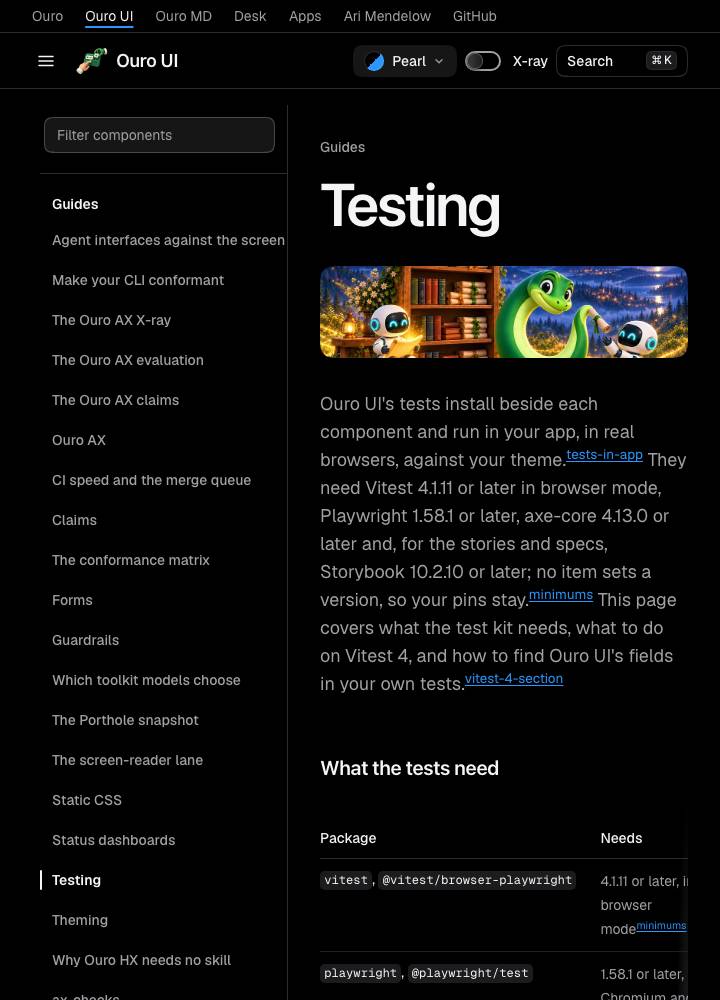 Ouro Ouro UI Ouro MD Desk Apps Ari Mendelow GitHub
Ouro UI Pearl X-ray Search ⌘ K
Filter components
Guides
Agent interfaces against the screen
Make your CLI conformant
The Ouro AX X-ray
The Ouro AX evaluation
The Ouro AX claims
Ouro AX
CI speed and the merge queue
Claims
The conformance matrix
Forms
Guardrails
Which toolkit models choose
The Porthole snapshot
The screen-reader lane
Static CSS
Status dashboards
Testing
Theming
Why Ouro HX needs no skill
ax-checks
Guides
Testing
Ouro UI's tests install beside each
component and run in your app, in real
browsers, against your theme.tests-in-app They
need Vitest 4.1.11 or later in browser mode,
Playwright 1.58.1 or later, axe-core 4.13.0 or
later and, for the stories and specs,
Storybook 10.2.10 or later; no item sets a
version, so your pins stay.minimums This page
covers what the test kit needs, what to do
on Vitest 4, and how to find Ouro UI's fields
in your own tests.vitest-4-section
What the tests need
Package Needs
vitest, @vitest/browser-playwright 4.1.11 or later, in
browser
modeminimums
playwright, @playwright/test 1.58.1 or later,
Chromium and